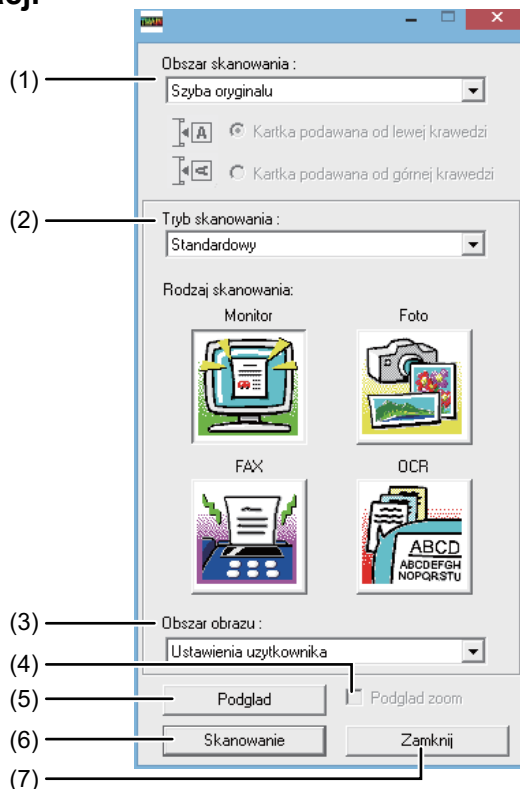 TWAIN
(1)
Obszar skanowania :
Szyba oryginalu
A
Kartka podawana od lewej krawedzi
A
Kartka podawana od górnej krawedzi
(2)
Tryb skanowania :
Standardowy
Rodzaj skanowania:
Monitor Foto
FAX OCR
ABCD
ABCDEFGH
NOPQRSTU
(3)
Obszar obrazu :
Ustawienia uzytkownika
(4)
(5) Podglad Podglad zoom
(6) Skanowanie Zamknij
(7)